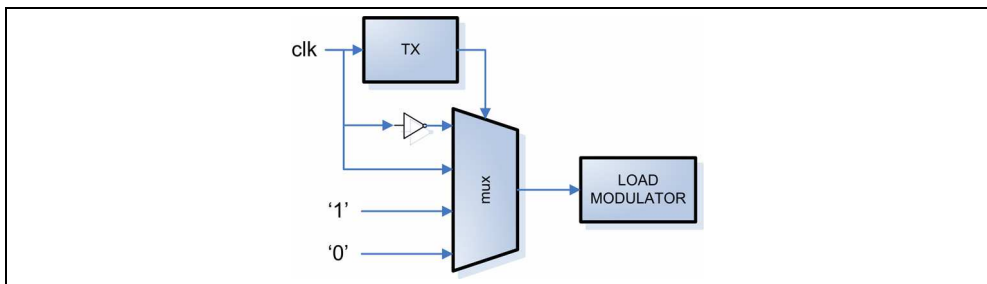 clk
TX
mux
'1'
'0'
LOAD
MODULATOR